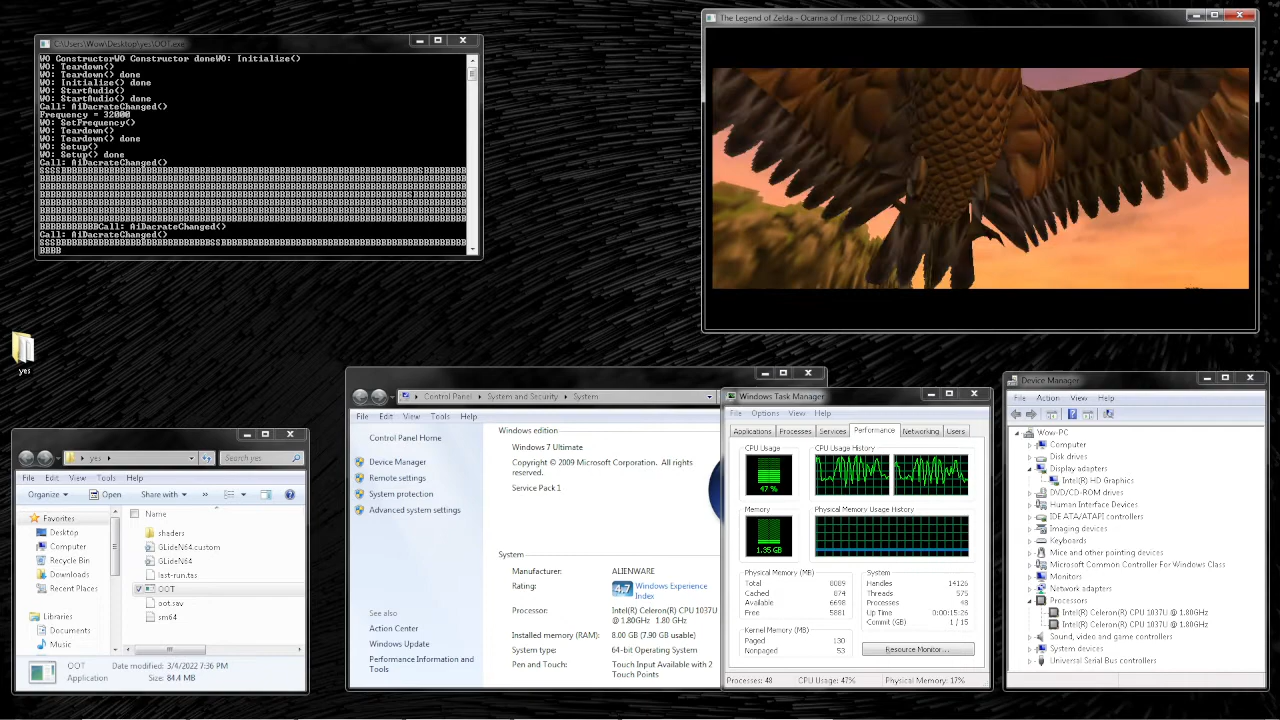 C:\Users\Wow\Desktop\yes\OOT.exe
WO ConstructorWO Constructor doneWO: Initialize()
WO: Teardown()
WO: Teardown() done
WO: Initialize() done
WO: StartAudio()
WO: StartAudio() done
Call: AiDacrateChanged()
Frequency = 32000
WO: SetFrequency()
WO: Teardown()
WO: Teardown() done
WO: Setup()
WO: Setup() done
Call: AiDacrateChanged()
Call: AiDacrateChanged()
Call: AiDacrateChanged()
BBBB
The Legend of Zelda - Ocarina of Time (SDL2 - OpenGL)
yes
yes
Search yes
File Edit View Tools Help
Organize Open Share with »
Favorites
Desktop
Computer
Recycle Bin
Downloads
Recent Places
Libraries
Documents
Music
Name
shaders
GLideN64.custom
GLideN64
last-run.tas
OOT
oot.sav
sm64
OOT Date modified: 3/4/2022 7:36 PM
Application Size: 84.4 MB
Control Panel System and Security System
File Edit View Tools Help
Control Panel Home
Device Manager
Remote settings
System protection
Advanced system settings
See also
Action Center
Windows Update
Performance Information and
Tools
Windows edition
Windows 7 Ultimate
Copyright © 2009 Microsoft Corporation. All
rights reserved.
Service Pack 1
System
Manufacturer: ALIENWARE
Rating: 4,7 Windows Experience
Index
Processor: Intel(R) Celeron(R) CPU 1037U
@ 1.80GHz 1.80 GHz
Installed memory (RAM): 8.00 GB (7.90 GB usable)
System type: 64-bit Operating System
Pen and Touch: Touch Input Available with 2
Touch Points
Windows Task Manager
File Options View Help
Applications Processes Services Performance Networking Users
CPU Usage CPU Usage History
47 %
Memory Physical Memory Usage History
1.35 GB
Physical Memory (MB)
Total 8089
Cached 874
Available 6698
Free 5881
Kernel Memory (MB)
Paged 130
Nonpaged 53
System
Handles 14126
Threads 575
Processes 48
Up Time 0:00:15:26
Commit (GB) 1 / 15
Resource Monitor...
Processes: 48 CPU Usage: 47% Physical Memory: 17%
Device Manager
File Action View Help
Wow-PC
Computer
Disk drives
Display adapters
Intel(R) HD Graphics
DVD/CD-ROM drives
Human Interface Devices
IDE ATA/ATAPI controllers
Imaging devices
Keyboards
Mice and other pointing devices
Microsoft Common Controller For Windows Class
Monitors
Network adapters
Processors
Intel(R) Celeron(R) CPU 1037U @ 1.80GHz
Intel(R) Celeron(R) CPU 1037U @ 1.80GHz
Sound, video and game controllers
System devices
Universal Serial Bus controllers